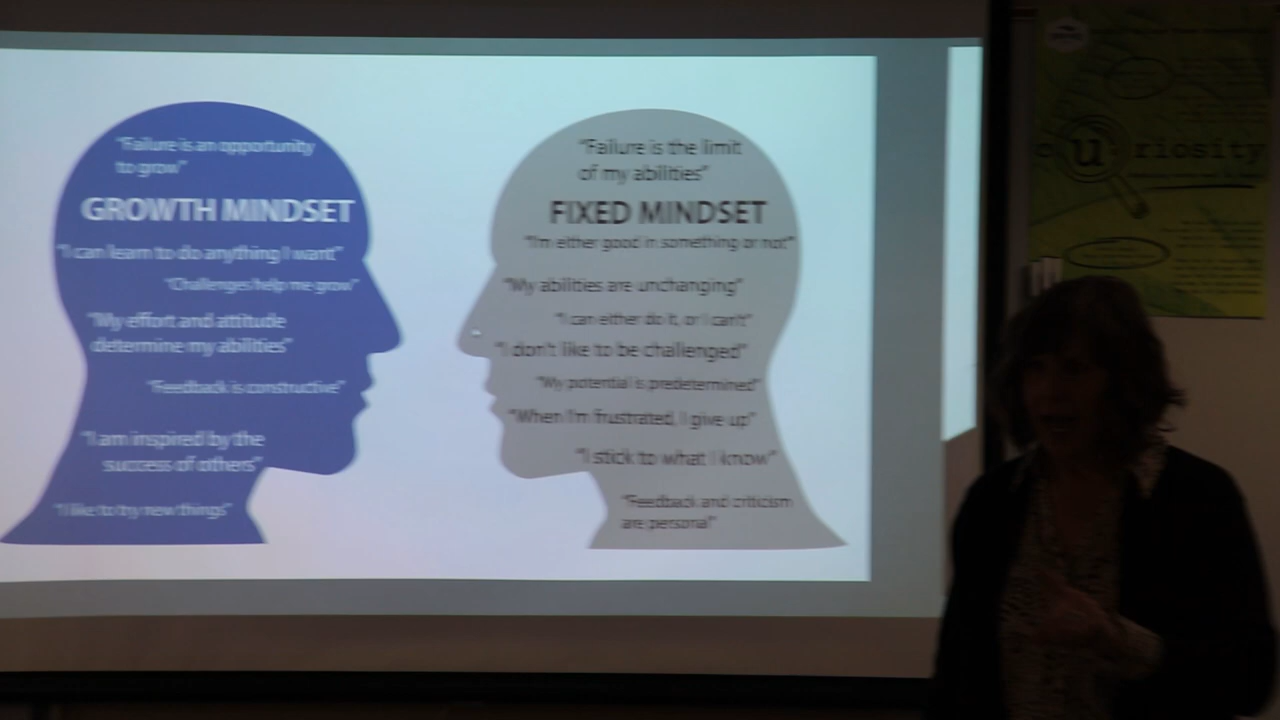 "Failure is an opportunity
to grow"
GROWTH MINDSET
"I can learn to do anything I want"
"Challenges help me grow"
"My effort and attitude
determine my abilities"
"Feedback is constructive"
"I am inspired by the
success of others"
"I like to try new things"
"Failure is the limit
of my abilities"
FIXED MINDSET
"I'm either good in something or not"
"My abilities are unchanging"
"I can either do it, or I can't"
"I don't like to be challenged"
"My potential is predetermined"
"When I'm frustrated, I give up"
"I stick to what I know"
"Feedback and criticism
are personal"
curiosity